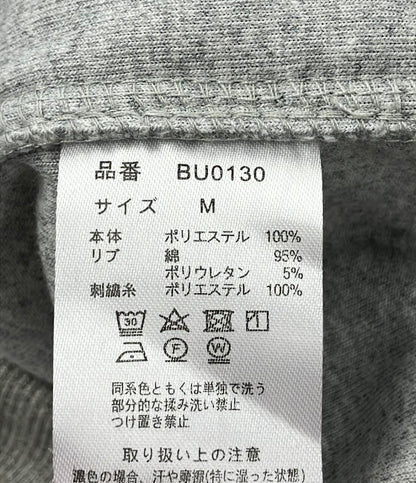 品番 BU0130
サイズ M
本体 ポリエステル 100%
リブ 綿 95%
ポリウレタン 5%
刺繍糸 ポリエステル 100%
30
F W
同系色ともくは単独で洗う
部分的な揉み洗い禁止
つけ置き禁止
取り扱い上の注意
濃色の場合、汗や摩擦(特に湿った状態)